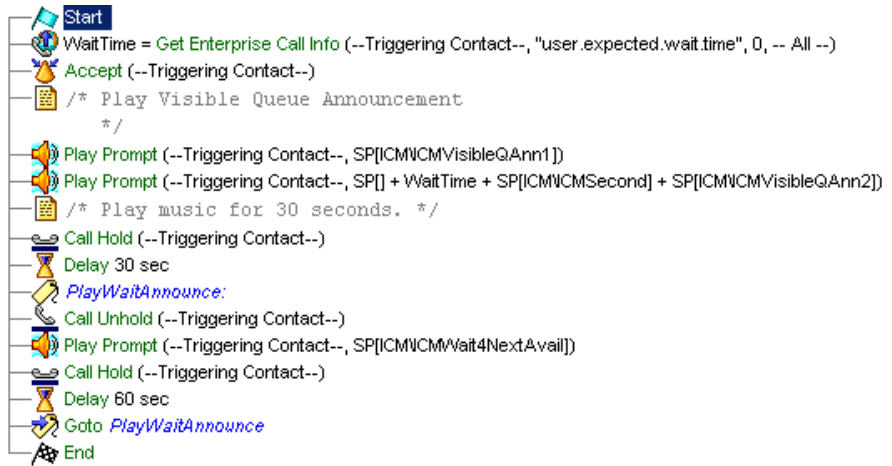 Start
WaitTime = Get Enterprise Call Info (--Triggering Contact--, "user.expected.wait.time", 0, -- All --)
Accept (--Triggering Contact--)
/* Play Visible Queue Announcement
*/
Play Prompt (--Triggering Contact--, SP[ICM\ICMVisibleQAnn1])
Play Prompt (--Triggering Contact--, SP[] + WaitTime + SP[ICM\ICMSecond] + SP[ICM\ICMVisibleQAnn2])
/* Play music for 30 seconds. */
Call Hold (--Triggering Contact--)
Delay 30 sec
PlayWaitAnnounce:
Call Unhold (--Triggering Contact--)
Play Prompt (--Triggering Contact--, SP[ICM\ICMWait4NextAvail])
Call Hold (--Triggering Contact--)
Delay 60 sec
Goto PlayWaitAnnounce
End